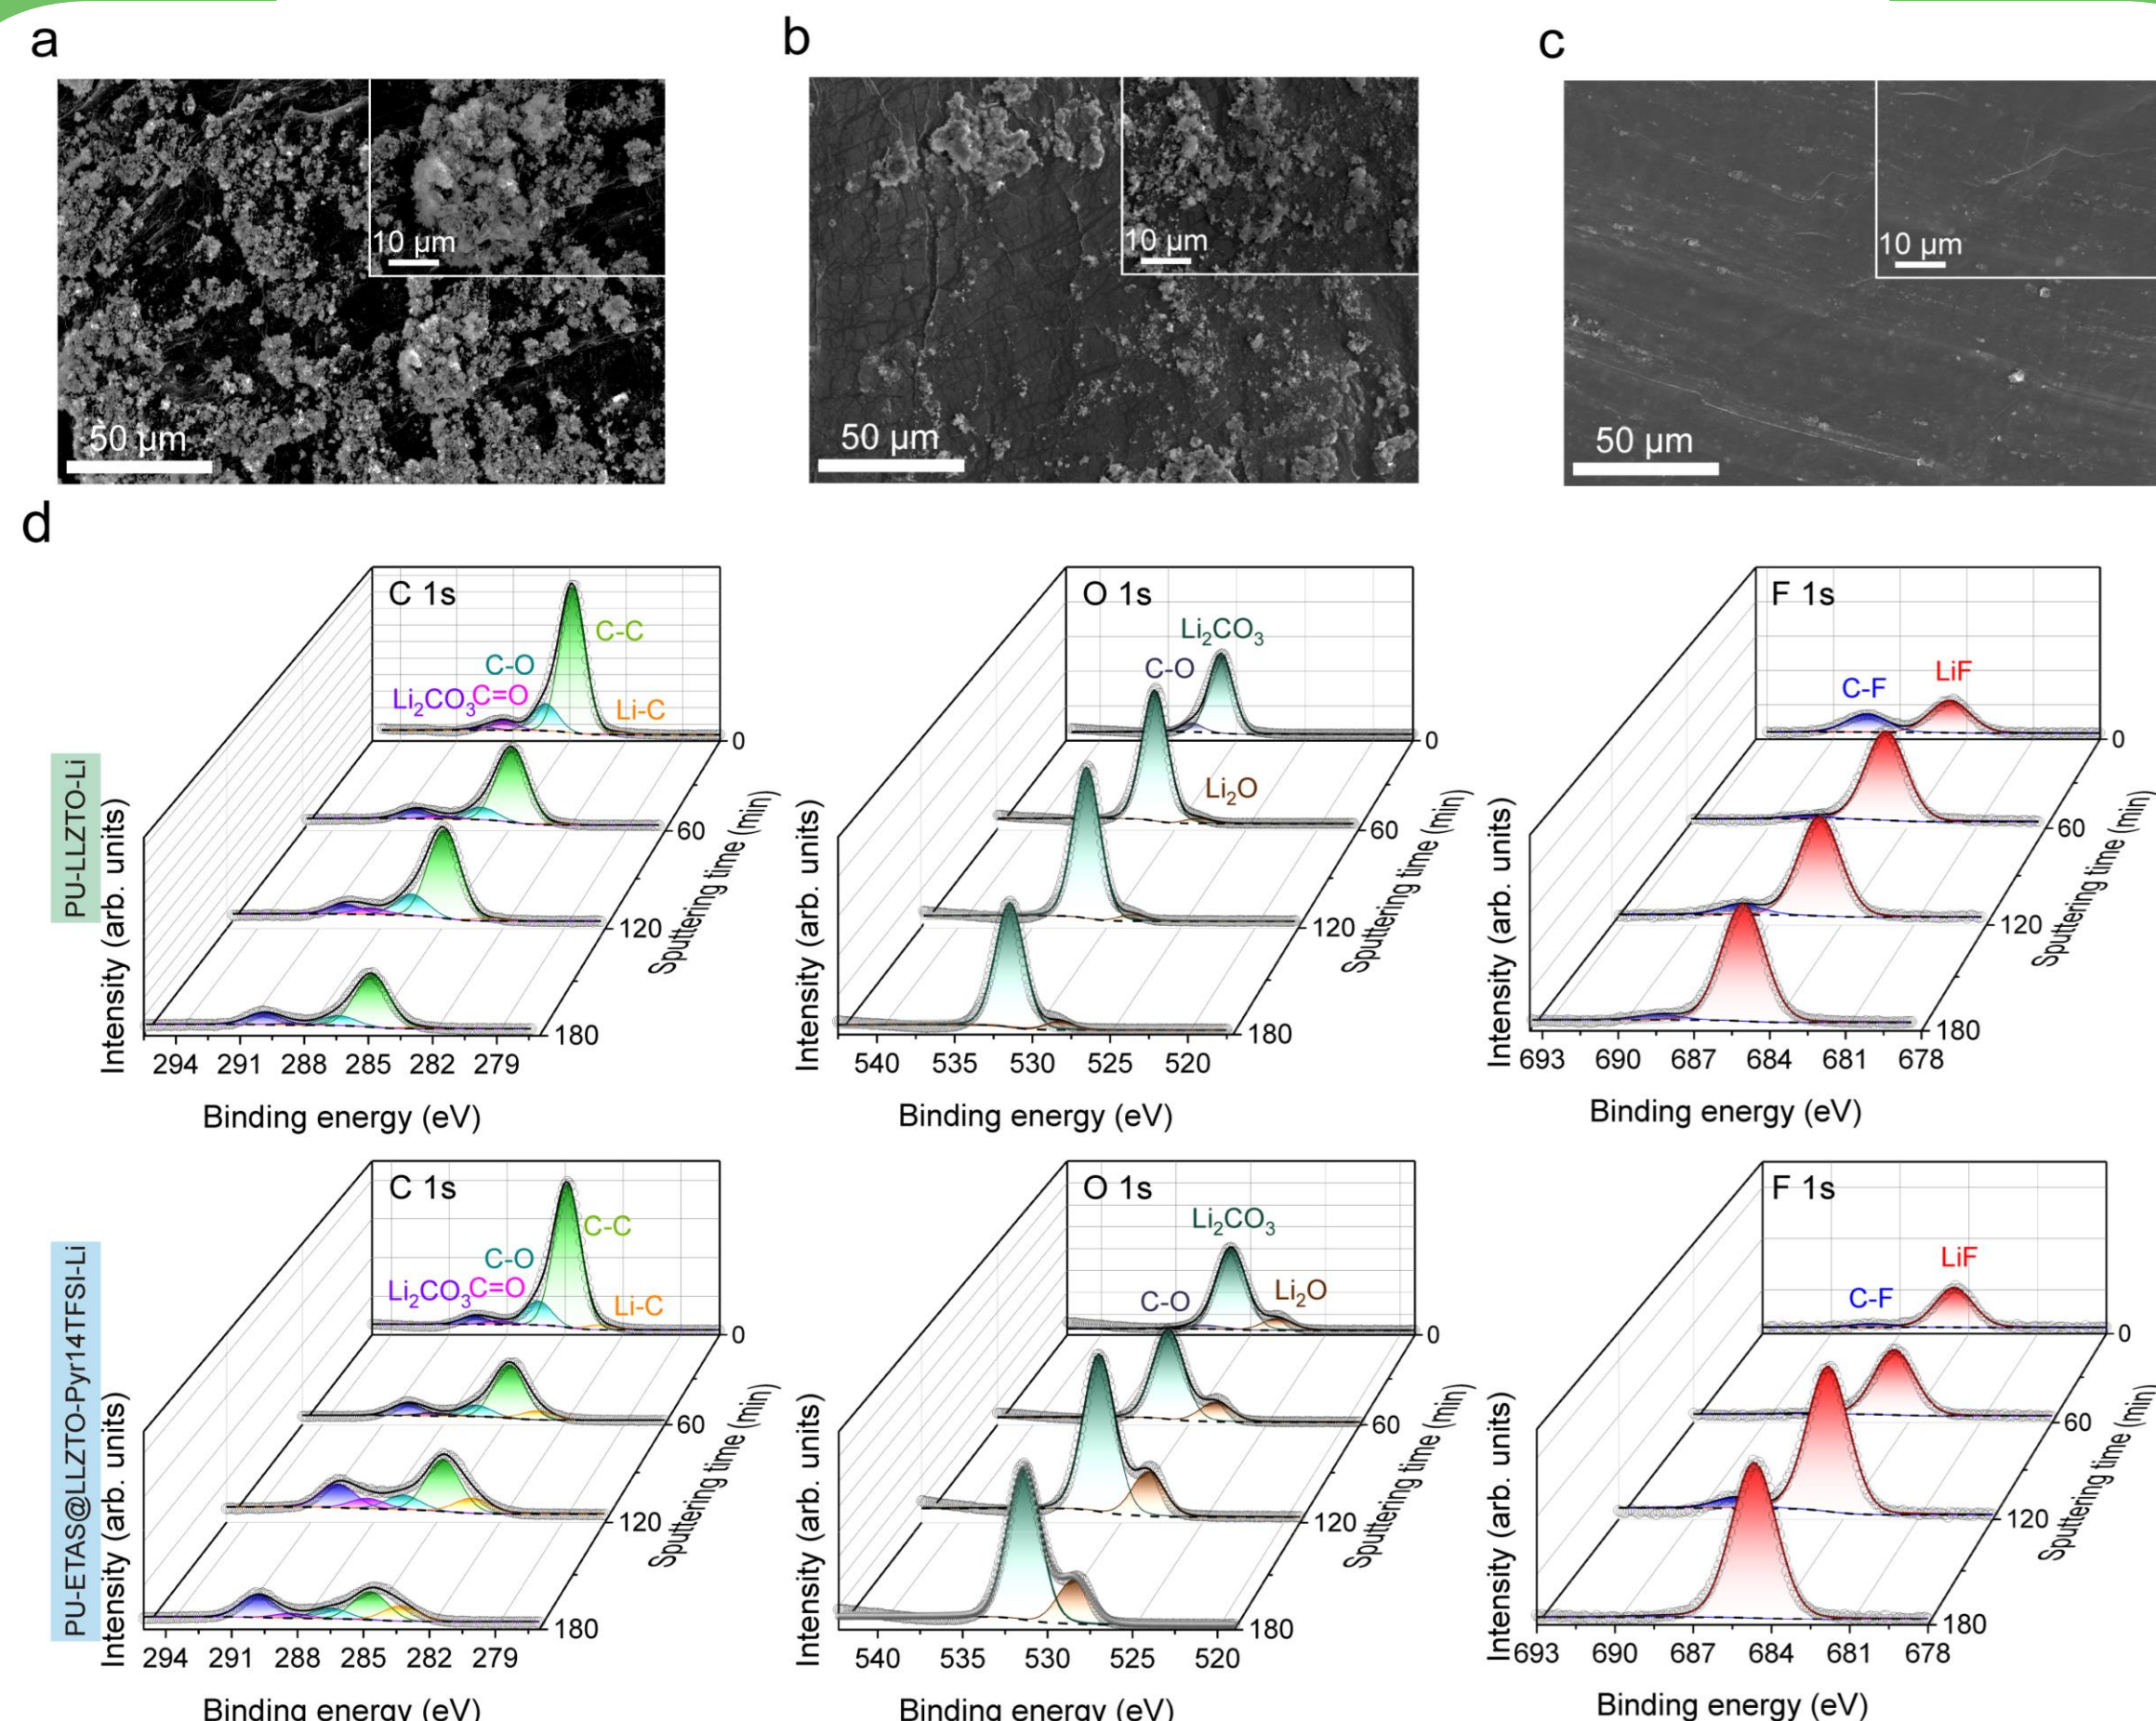 a
b
c
10 µm
50 µm
10 µm
50 µm
10 µm
50 µm
d
PU-LLZTO-Li
C 1s
C-C
C-O
Li₂CO₃
C=O
Li-C
0
60
120
180
Sputtering time (min)
Intensity (arb. units)
294 291 288 285 282 279
Binding energy (eV)
O 1s
Li₂CO₃
C-O
Li₂O
0
60
120
180
Sputtering time (min)
Intensity (arb. units)
540 535 530 525 520
Binding energy (eV)
F 1s
LiF
C-F
0
60
120
180
Sputtering time (min)
Intensity (arb. units)
693 690 687 684 681 678
Binding energy (eV)
PU-ETAS@LLZTO-Pyr14TFSI-Li
C 1s
C-C
C-O
Li₂CO₃
C=O
Li-C
0
60
120
180
Sputtering time (min)
Intensity (arb. units)
294 291 288 285 282 279
Binding energy (eV)
O 1s
Li₂CO₃
C-O
Li₂O
0
60
120
180
Sputtering time (min)
Intensity (arb. units)
540 535 530 525 520
Binding energy (eV)
F 1s
LiF
C-F
0
60
120
180
Sputtering time (min)
Intensity (arb. units)
693 690 687 684 681 678
Binding energy (eV)